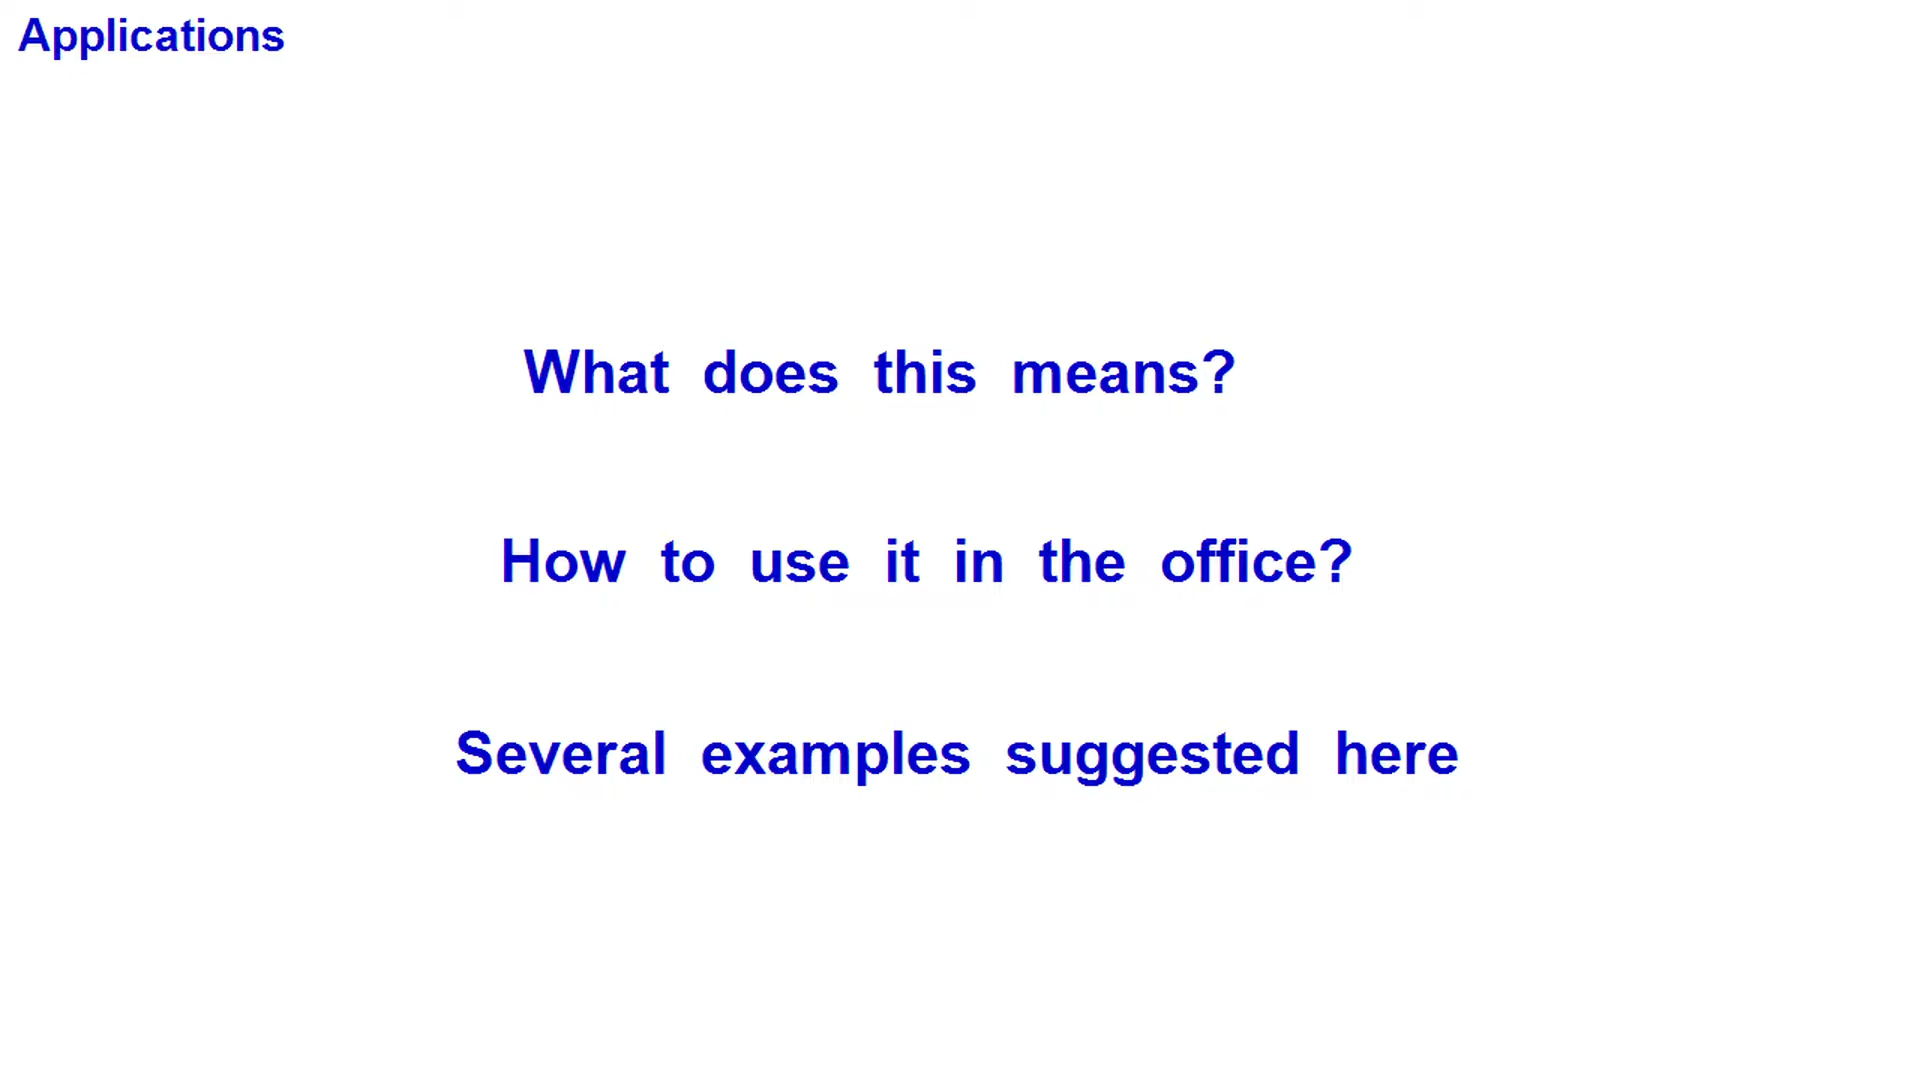 Applications
What does this means?
How to use it in the office?
Several examples suggested here